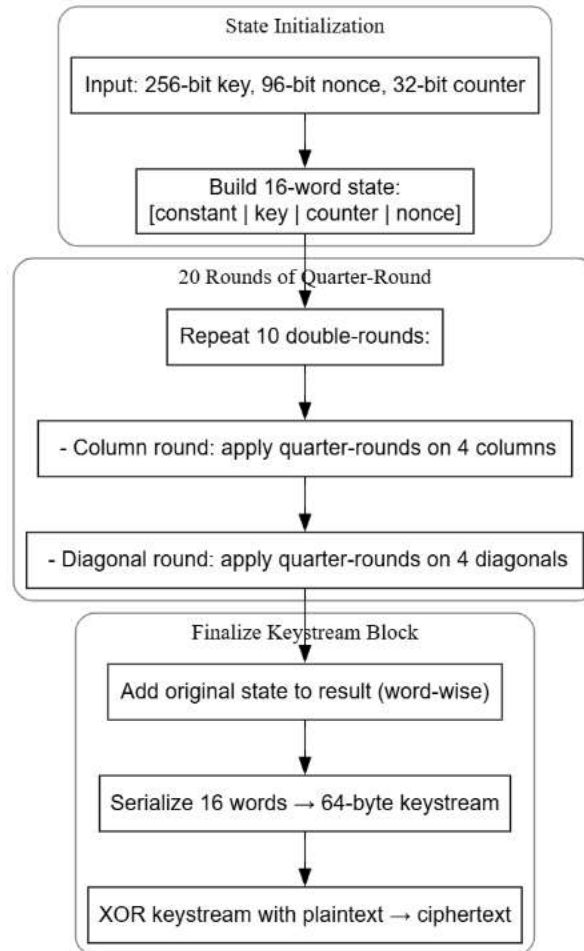 State Initialization
Input: 256-bit key, 96-bit nonce, 32-bit counter
Build 16-word state:
[constant | key | counter | nonce]
20 Rounds of Quarter-Round
Repeat 10 double-rounds:
- Column round: apply quarter-rounds on 4 columns
- Diagonal round: apply quarter-rounds on 4 diagonals
Finalize Keystream Block
Add original state to result (word-wise)
Serialize 16 words → 64-byte keystream
XOR keystream with plaintext → ciphertext